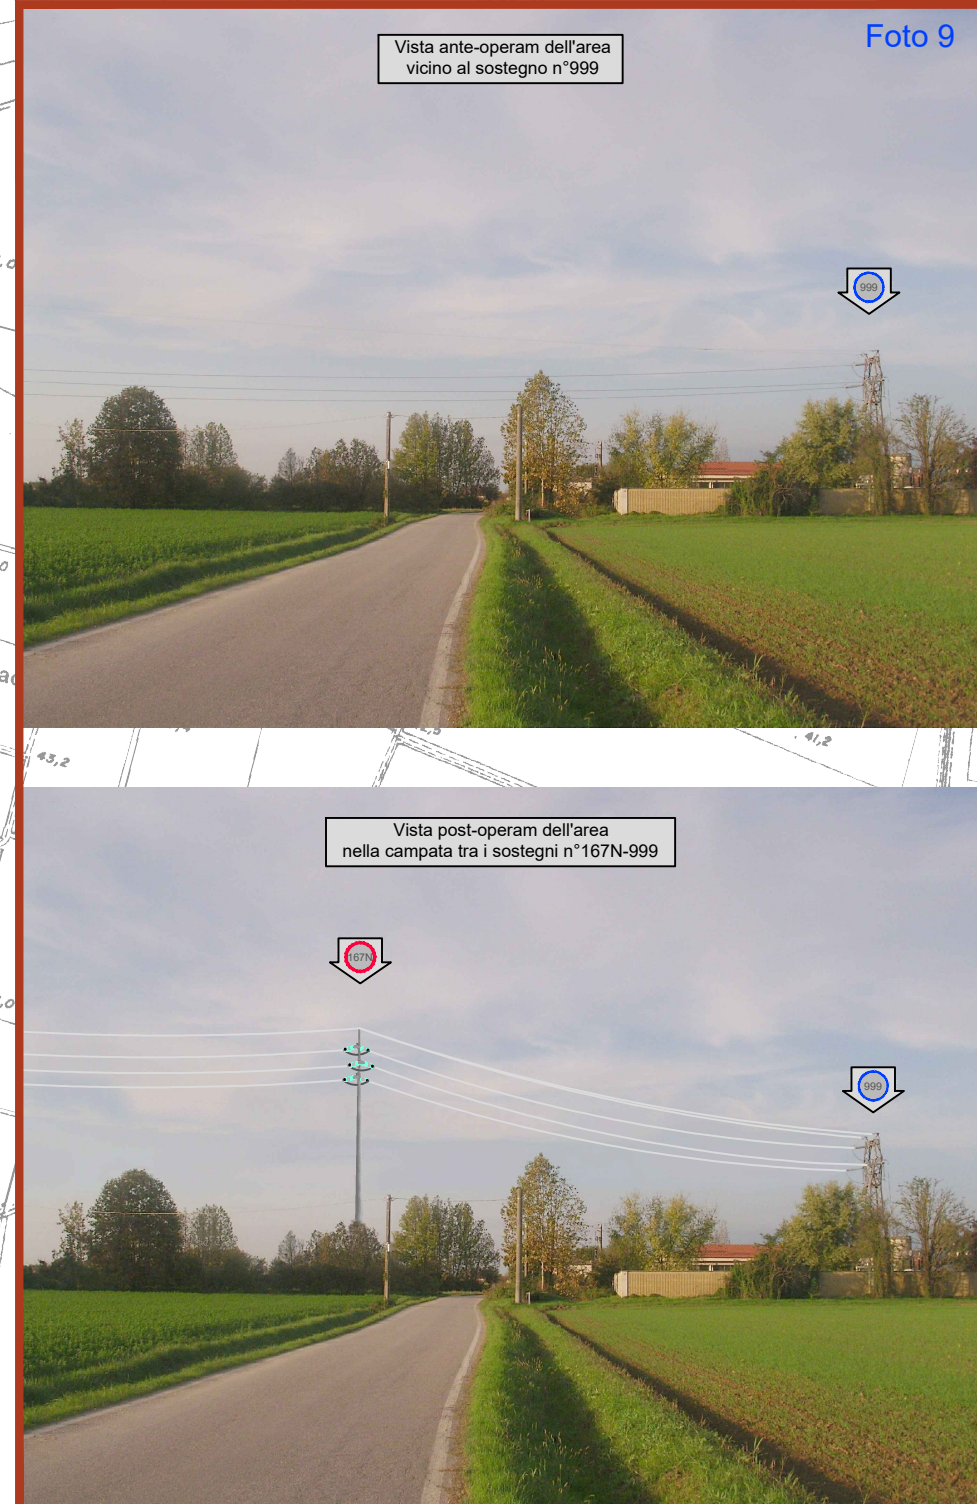 Foto 9
Vista ante-operam dell'area
vicino al sostegno n°999
999
43,2
41,2
Vista post-operam dell'area
nella campata tra i sostegni n°167N-999
167N
999